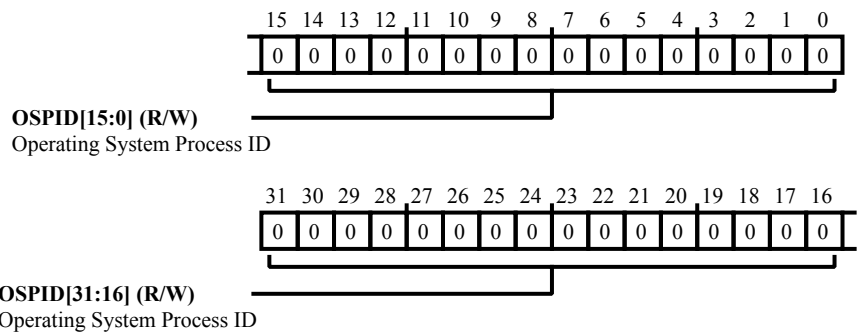 15 14 13 12 11 10 9 8 7 6 5 4 3 2 1 0
0 0 0 0 0 0 0 0 0 0 0 0 0 0 0 0
OSPID[15:0] (R/W)
Operating System Process ID
31 30 29 28 27 26 25 24 23 22 21 20 19 18 17 16
0 0 0 0 0 0 0 0 0 0 0 0 0 0 0 0
OSPID[31:16] (R/W)
Operating System Process ID